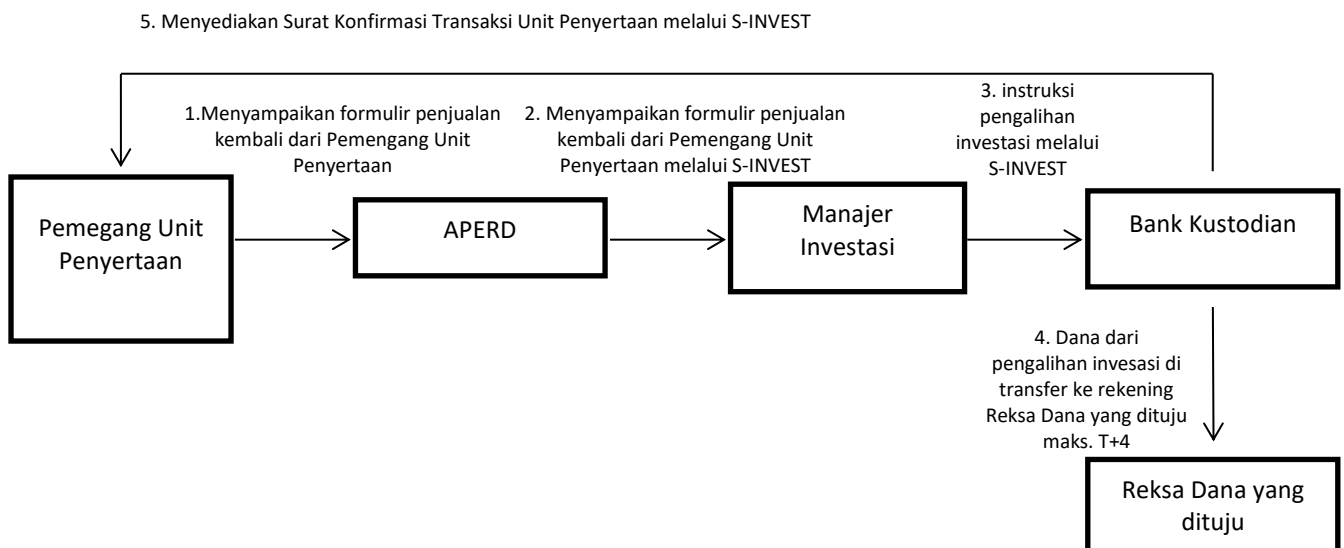 5. Menyediakan Surat Konfirmasi Transaksi Unit Penyertaan melalui S-INVEST
1.Menyampaikan formulir penjualan
kembali dari Pemengang Unit
Penyertaan
2. Menyampaikan formulir penjualan
kembali dari Pemengang Unit
Penyertaan melalui S-INVEST
3. instruksi
pengalihan
investasi melalui
S-INVEST
Pemegang Unit
Penyertaan
APERD
Manajer
Investasi
Bank Kustodian
4. Dana dari
pengalihan invesasi di
transfer ke rekening
Reksa Dana yang dituju
maks. T+4
Reksa Dana yang
dituju